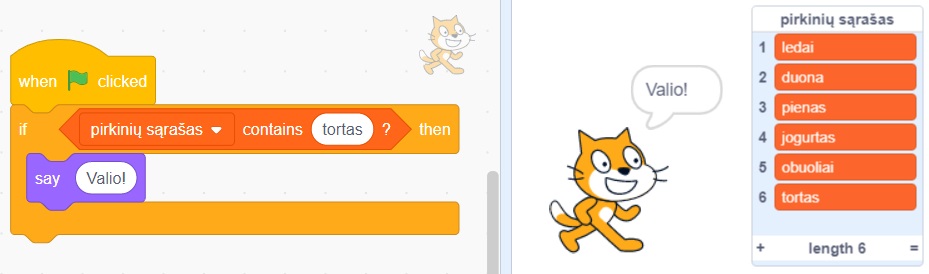 when clicked
if pirkinių sąrašas contains tortas ? then
say Valio!
Valio!
pirkinių sąrašas
1 ledai
2 duona
3 pienas
4 jogurtas
5 obuoliai
6 tortas
+ length 6 =